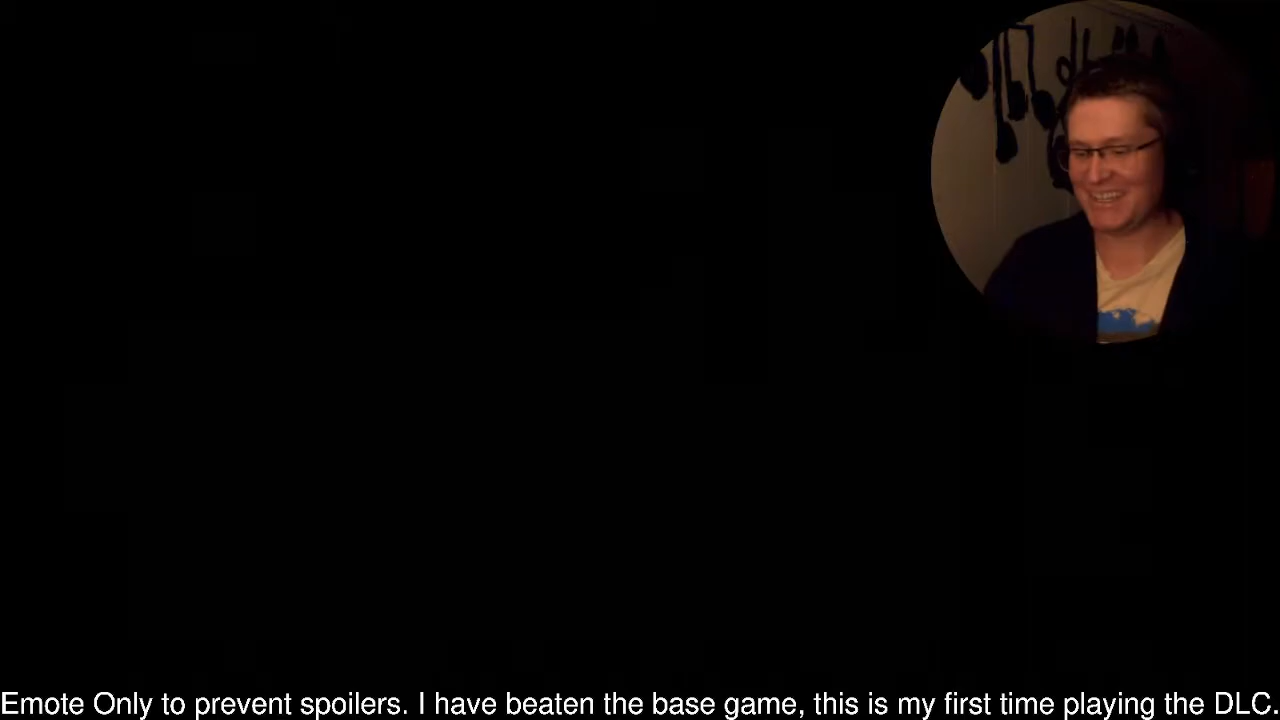 Emote Only to prevent spoilers. I have beaten the base game, this is my first time playing the DLC.